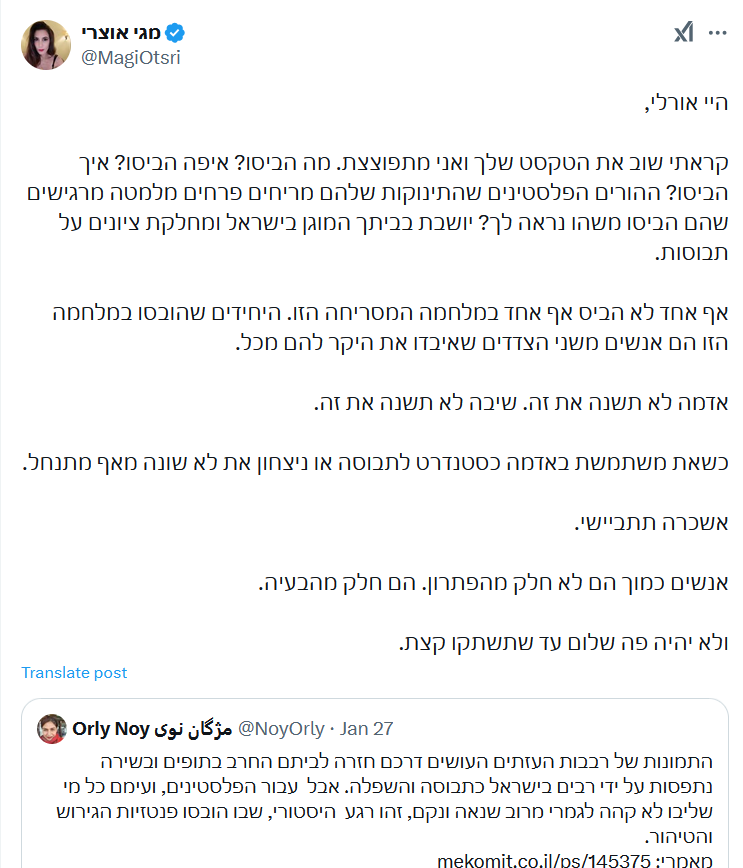 מגי אוצרי
@MagiOtsri
היי אורלי,
קראתי שוב את הטקסט שלך ואני מתפוצצת. מה הביסו? איפה הביסו? איך
הביסו? ההורים הפלסטינים שהתינוקות שלהם מריחים פרחים מלמטה מרגישים
שהם הביסו משהו נראה לך? יושבת בביתך המוגן בישראל ומחלקת ציונים על
תבוסות.
אף אחד לא הביס אף אחד במלחמה המסריחה הזו. היחידים שהובסו במלחמה
הזו הם אנשים משני הצדדים שאיבדו את היקר להם מכל.
אדמה לא תשנה את זה. שיבה לא תשנה את זה.
כשאת משתמשת באדמה כסטנדרט לתבוסה או ניצחון את לא שונה מאף מתנחל.
אשכרה תתביישי.
אנשים כמוך הם לא חלק מהפתרון. הם חלק מהבעיה.
ולא יהיה פה שלום עד שתשתקו קצת.
Translate post
Orly Noy مژگان نوی @NoyOrly · Jan 27
התמונות של רבבות העזתים העושים דרכם חזרה לביתם החרב בתופים ובשירה
נתפסות על ידי רבים בישראל כתבוסה והשפלה. אבל עבור הפלסטינים, ועימם כל מי
שליבו לא קהה לגמרי מרוב שנאה ונקם, זהו רגע היסטורי, שבו הובסו פנטזיות הגירוש
והטיהור.
מאמרי: mekomit.co.il/ps/145375